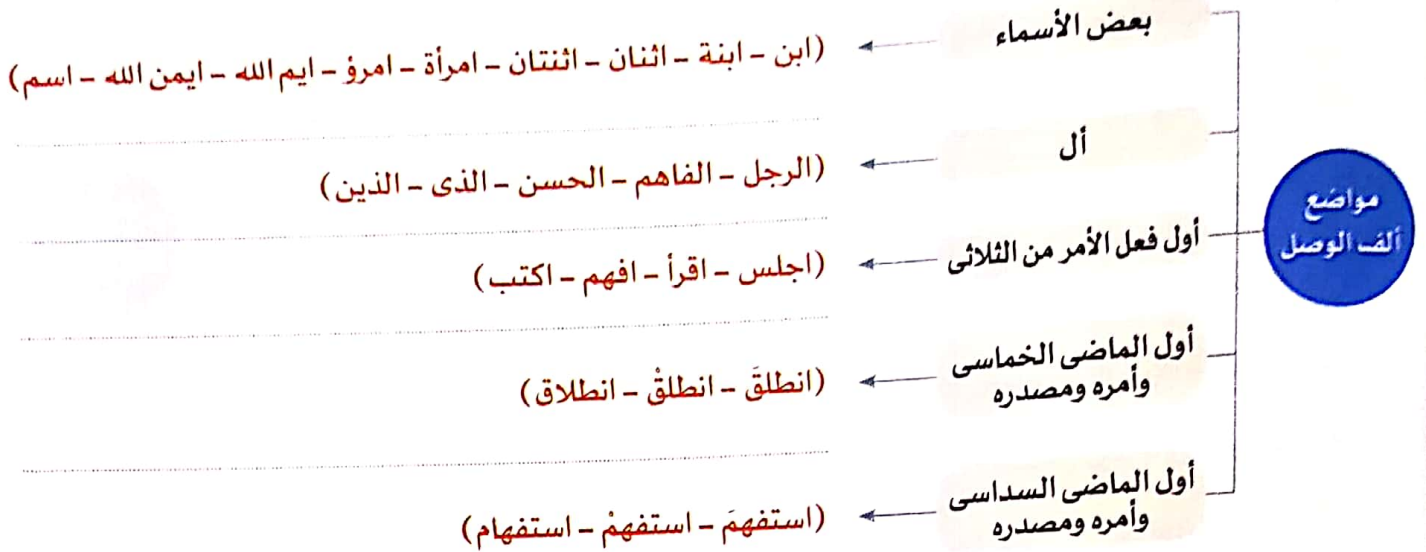 مواضع
ألف الوصل
بعض الأسماء
(ابن - ابنة - اثنان - اثنتان - امرأة - امرؤ - ايم الله - ايمن الله - اسم)
أل
(الرجل - الفاهم - الحسن - الذى - الذين)
أول فعل الأمر من الثلاثى
(اجلس - اقرأ - افهم - اكتب)
أول الماضى الخماسى
وأمره ومصدره
(انطلقَ - انطلقْ - انطلاق)
أول الماضى السداسى
وأمره ومصدره
(استفهمَ - استفهمْ - استفهام)